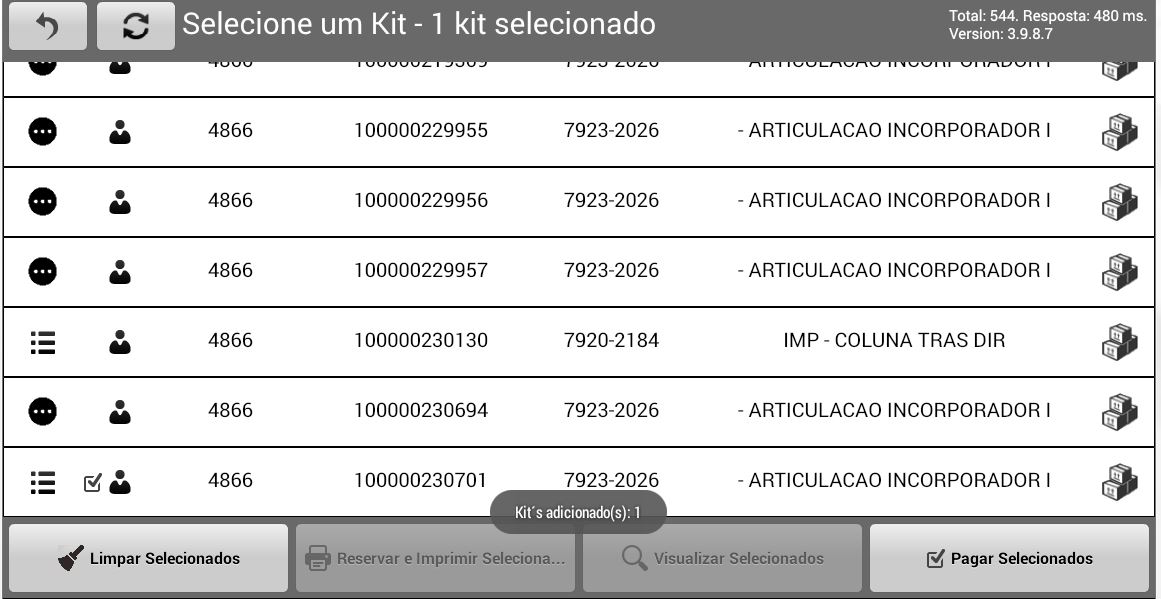 Selecione um Kit - 1 kit selecionado
Total: 544. Resposta: 480 ms.
Version: 3.9.8.7
4866 7923-2026 - ARTICULACAO INCORPORADOR I
4866 100000229955 7923-2026 - ARTICULACAO INCORPORADOR I
4866 100000229956 7923-2026 - ARTICULACAO INCORPORADOR I
4866 100000229957 7923-2026 - ARTICULACAO INCORPORADOR I
4866 100000230130 7920-2184 IMP - COLUNA TRAS DIR
4866 100000230694 7923-2026 - ARTICULACAO INCORPORADOR I
4866 100000230701 7923-2026 - ARTICULACAO INCORPORADOR I
Kit´s adicionado(s): 1
Limpar Selecionados
Reservar e Imprimir Seleciona...
Visualizar Selecionados
Pagar Selecionados